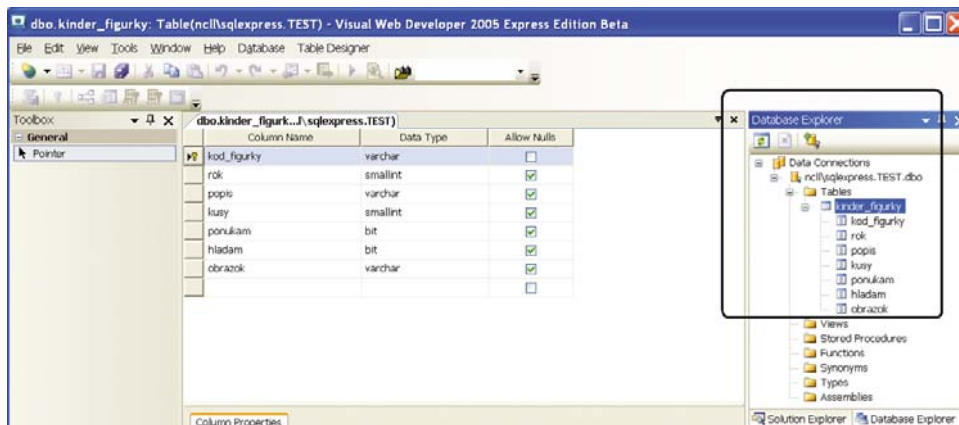 dbo.kinder_figurky: Table(ncll\sqlexpress.TEST) - Visual Web Developer 2005 Express Edition Beta
File Edit View Tools Window Help Database Table Designer
Toolbox
General
Pointer
dbo.kinder_figurk...l\sqlexpress.TEST)
Column Name Data Type Allow Nulls
kod_figurky varchar
rok smallint
popis varchar
kusy smallint
ponukam bit
hladam bit
obrazok varchar
Column Properties
Database Explorer
Data Connections
ncll\sqlexpress.TEST.dbo
Tables
kinder_figurky
kod_figurky
rok
popis
kusy
ponukam
hladam
obrazok
Views
Stored Procedures
Functions
Synonyms
Types
Assemblies
Solution Explorer Database Explorer